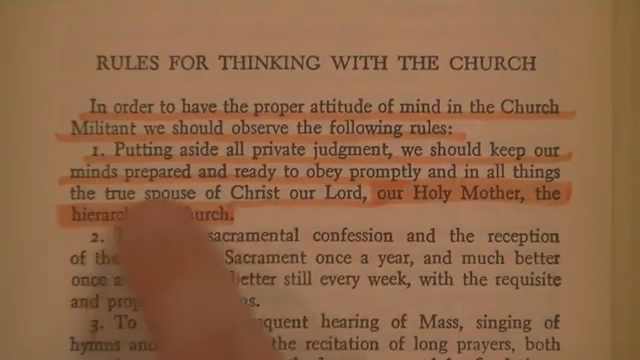 RULES FOR THINKING WITH THE CHURCH
In order to have the proper attitude of mind in the Church
Militant we should observe the following rules:
1. Putting aside all private judgment, we should keep our
minds prepared and ready to obey promptly and in all things
the true spouse of Christ our Lord, our Holy Mother, the
Church.
2. sacramental confession and the reception
of Sacrament once a year, and much better
once better still every week, with the requisite
and
3. To hearing of Mass, singing of
hymns and the recitation of long prayers, both